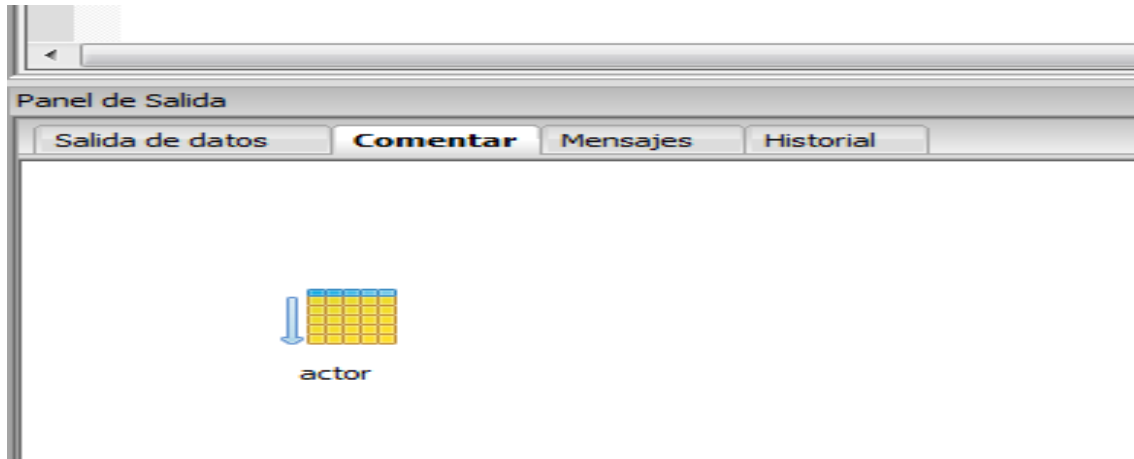 Panel de Salida
Salida de datos Comentar Mensajes Historial
actor